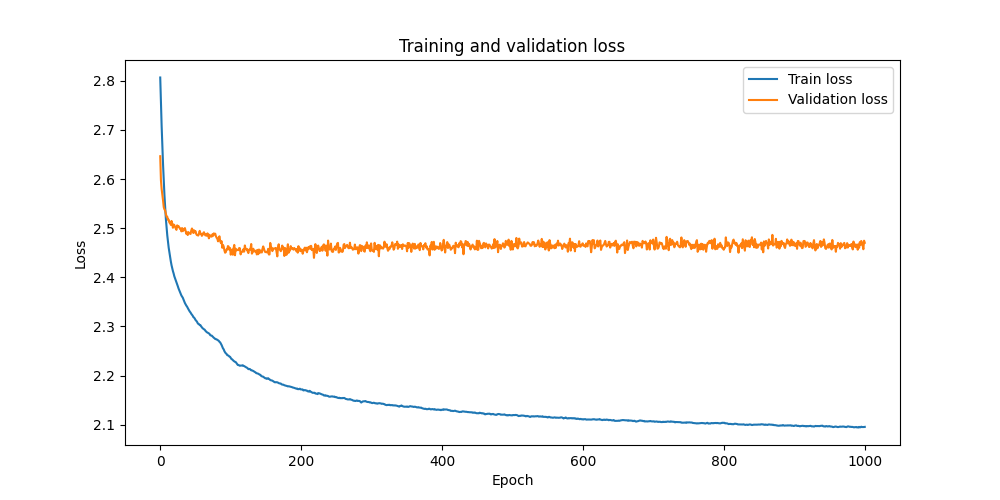 Training and validation loss
Train loss
Validation loss
2.8
2.7
2.6
2.5
2.4
2.3
2.2
2.1
Loss
0
200
400
600
800
1000
Epoch